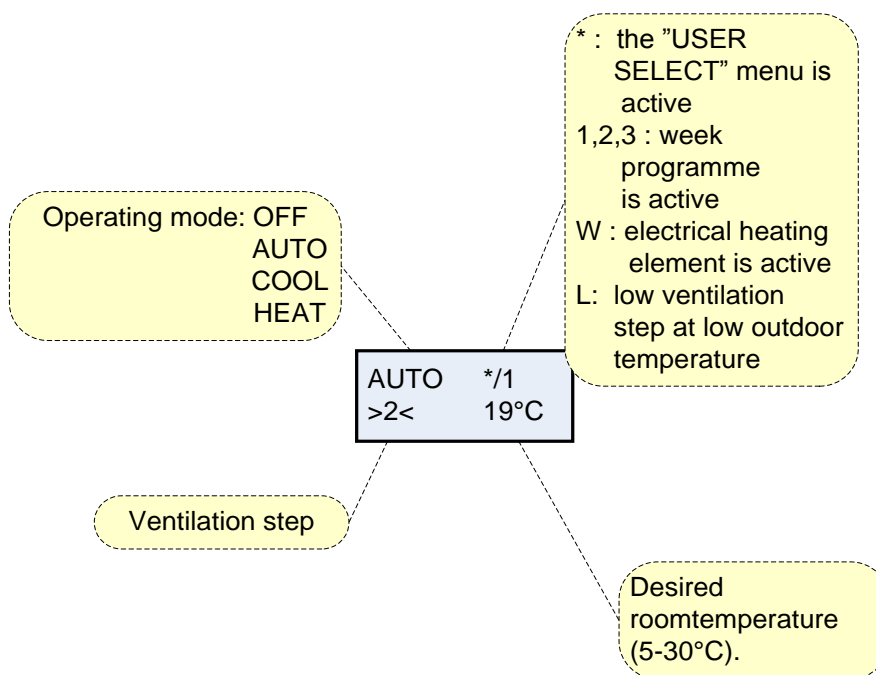 * : the ”USER
SELECT” menu is
active
1,2,3 : week
programme
is active
W : electrical heating
element is active
L: low ventilation
step at low outdoor
temperature
Operating mode: OFF
AUTO
COOL
HEAT
AUTO */1
>2< 19°C
Ventilation step
Desired
roomtemperature
(5-30°C).